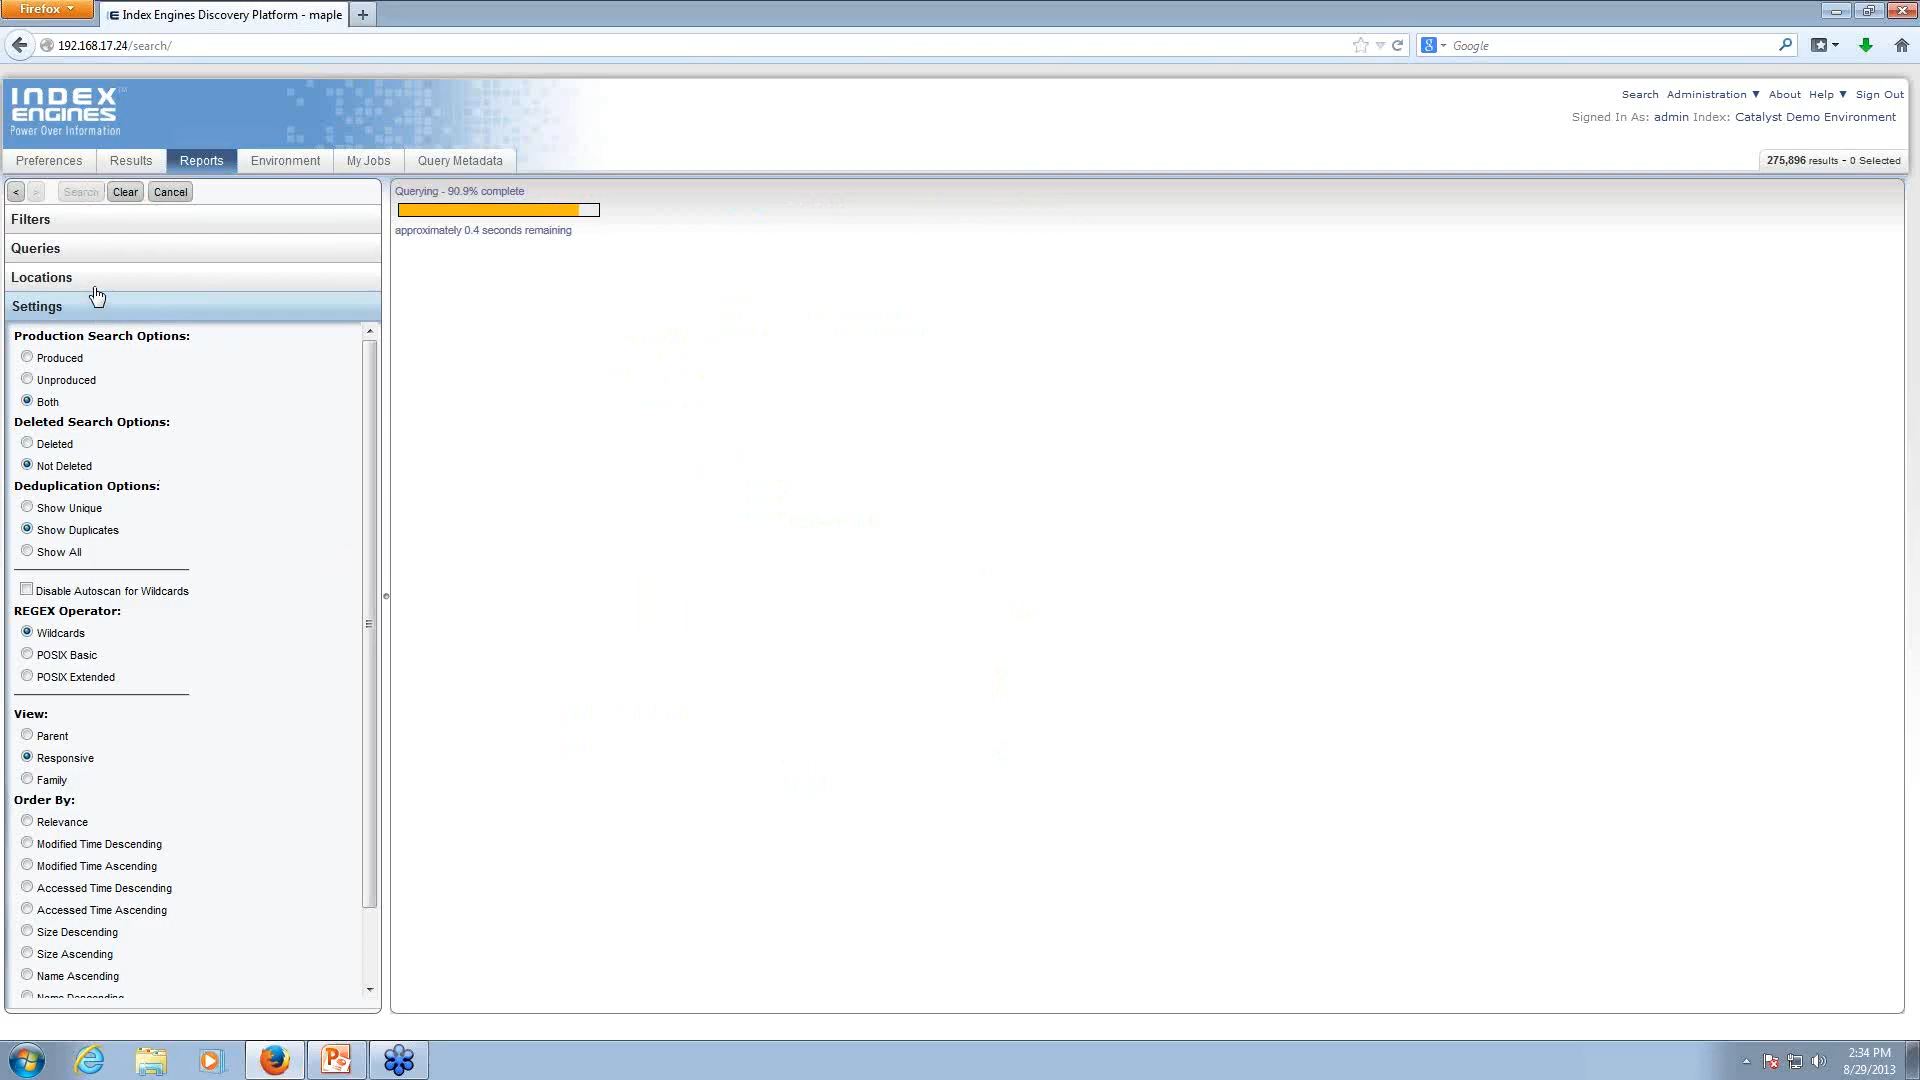 Firefox
Index Engines Discovery Platform - maple
192.168.17.24/search/
Google
INDEX
ENGINES
Power Over Information
Search Administration ▼ About Help ▼ Sign Out
Signed In As: admin Index: Catalyst Demo Environment
Preferences Results Reports Environment My Jobs Query Metadata
275,896 results - 0 Selected
< > Search Clear Cancel
Querying - 90.9% complete
approximately 0.4 seconds remaining
Filters
Queries
Locations
Settings
Production Search Options:
Produced
Unproduced
Both
Deleted Search Options:
Deleted
Not Deleted
Deduplication Options:
Show Unique
Show Duplicates
Show All
Disable Autoscan for Wildcards
REGEX Operator:
Wildcards
POSIX Basic
POSIX Extended
View:
Parent
Responsive
Family
Order By:
Relevance
Modified Time Descending
Modified Time Ascending
Accessed Time Descending
Accessed Time Ascending
Size Descending
Size Ascending
Name Ascending
Name Descending
2:34 PM
8/29/2013